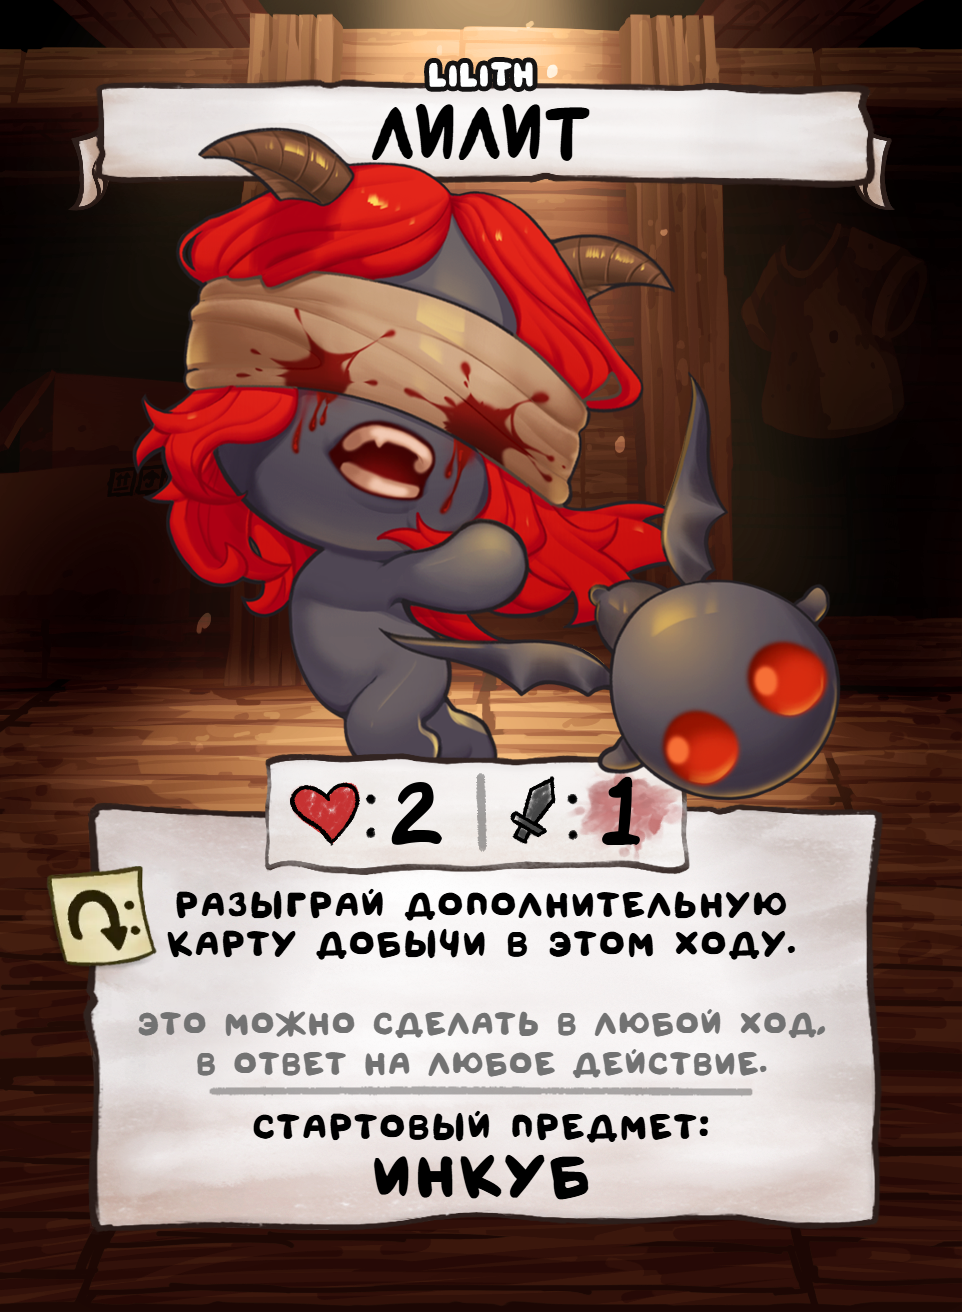 LILITH
ЛИЛИТ
: 2 : 1
РАЗЫГРАЙ ДОПОЛНИТЕЛЬНУЮ
КАРТУ ДОБЫЧИ В ЭТОМ ХОДУ.
ЭТО МОЖНО СДЕЛАТЬ В ЛЮБОЙ ХОД,
В ОТВЕТ НА ЛЮБОЕ ДЕЙСТВИЕ.
СТАРТОВЫЙ ПРЕДМЕТ:
ИНКУБ